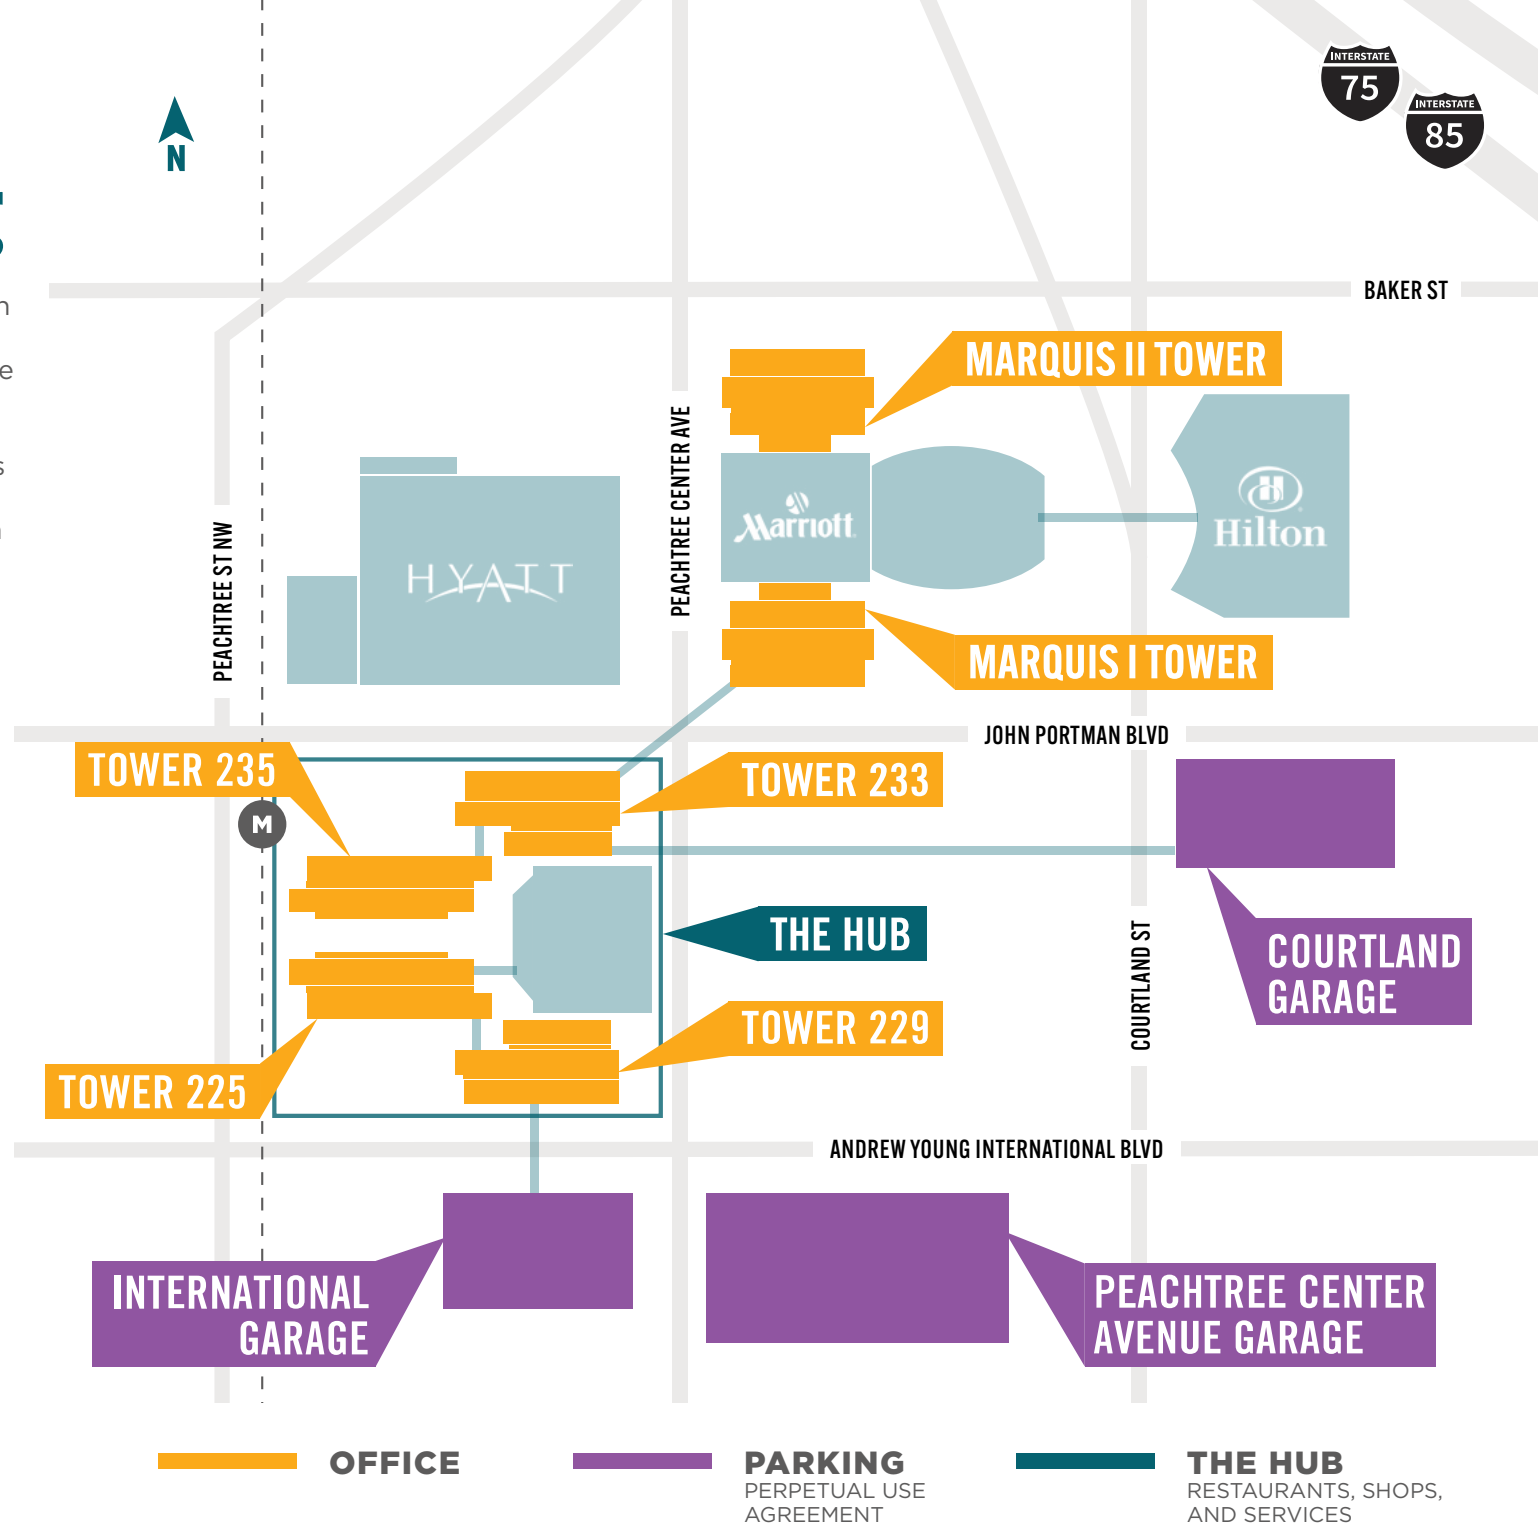 INTERSTATE
75
INTERSTATE
85
N
BAKER ST
MARQUIS II TOWER
PEACHTREE CENTER AVE
Marriott
Hilton
HYATT
PEACHTREE ST NW
MARQUIS I TOWER
JOHN PORTMAN BLVD
TOWER 235
TOWER 233
M
THE HUB
COURTLAND
GARAGE
COURTLAND ST
TOWER 229
TOWER 225
ANDREW YOUNG INTERNATIONAL BLVD
INTERNATIONAL
GARAGE
PEACHTREE CENTER
AVENUE GARAGE
OFFICE
PARKING
PERPETUAL USE
AGREEMENT
THE HUB
RESTAURANTS, SHOPS,
AND SERVICES